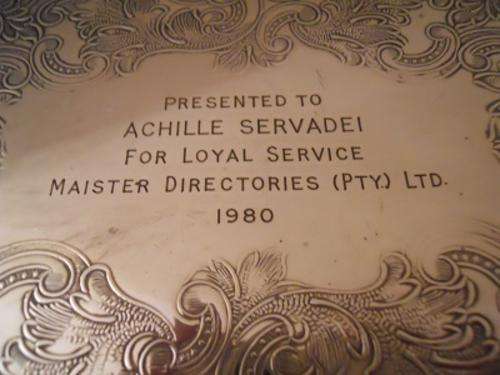 PRESENTED TO
ACHILLE SERVADEI
FOR LOYAL SERVICE
MAISTER DIRECTORIES (PTY.) LTD.
1980